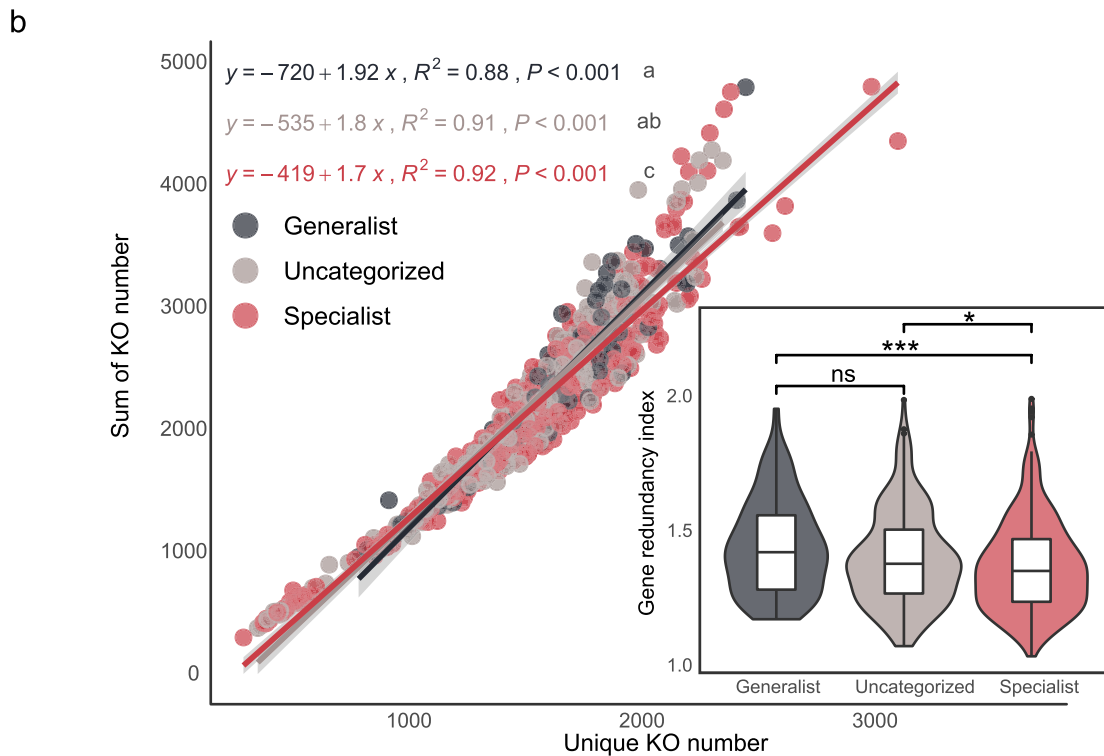 b
5000
y = −720 + 1.92 x , R² = 0.88 , P < 0.001 a
y = −535 + 1.8 x , R² = 0.91 , P < 0.001 ab
4000
y = −419 + 1.7 x , R² = 0.92 , P < 0.001 c
Generalist
Uncategorized
Specialist
3000
2000
1000
0
Sum of KO number
1000 2000 3000
Unique KO number
*
***
ns
2.0
1.5
1.0
Gene redundancy index
Generalist Uncategorized Specialist